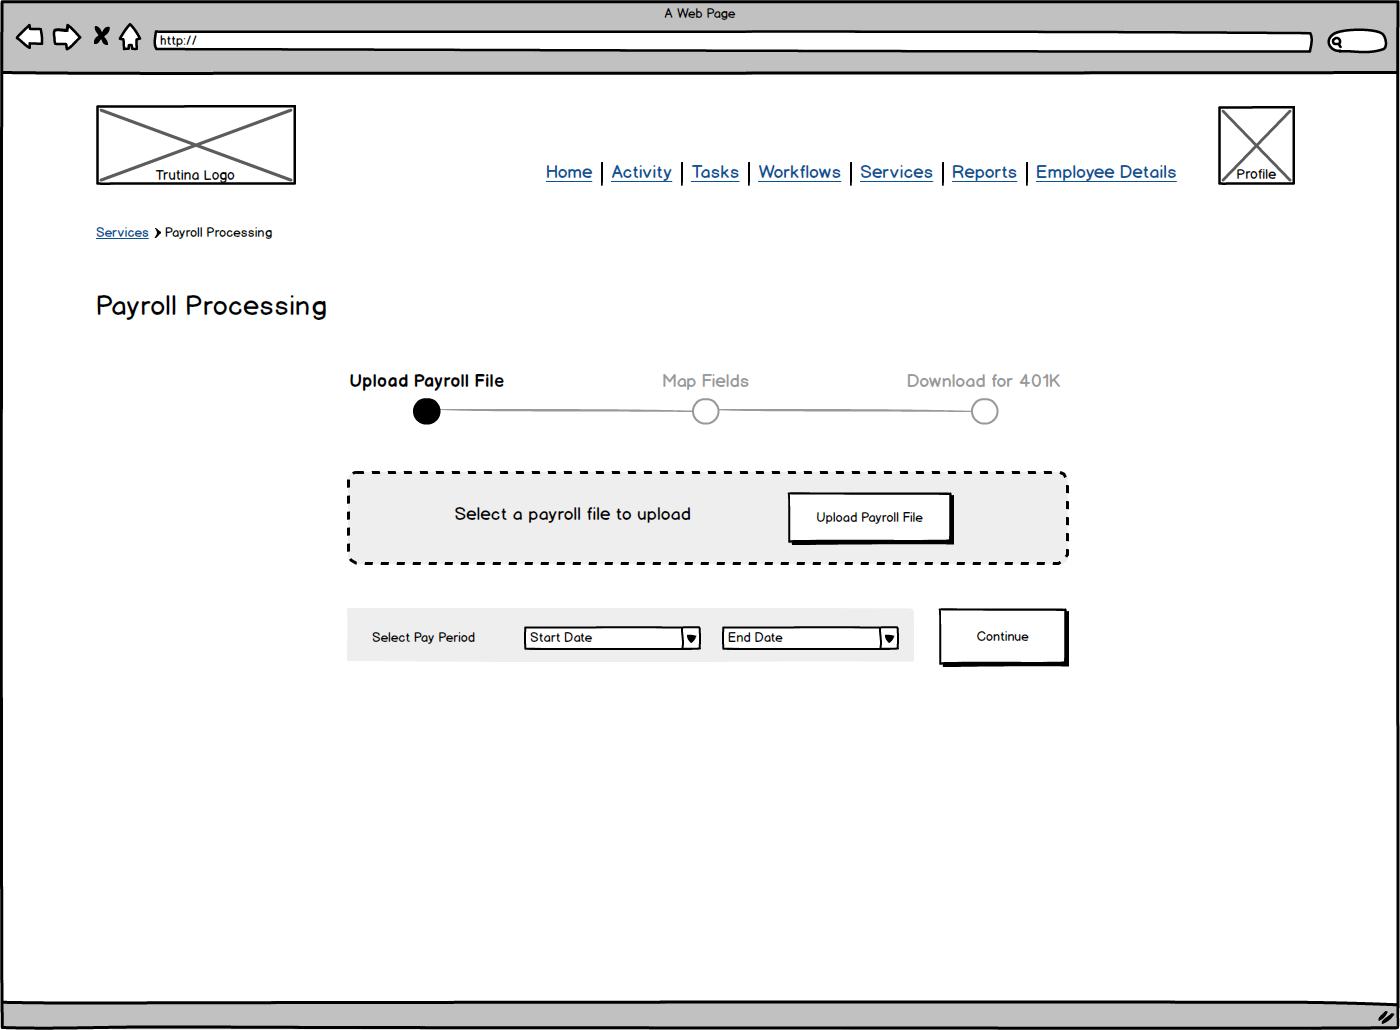 A Web Page
http://
Trutina Logo
Home Activity Tasks Workflows Services Reports Employee Details
Profile
Services Payroll Processing
Payroll Processing
Upload Payroll File Map Fields Download for 401K
Select a payroll file to upload Upload Payroll File
Select Pay Period Start Date End Date Continue